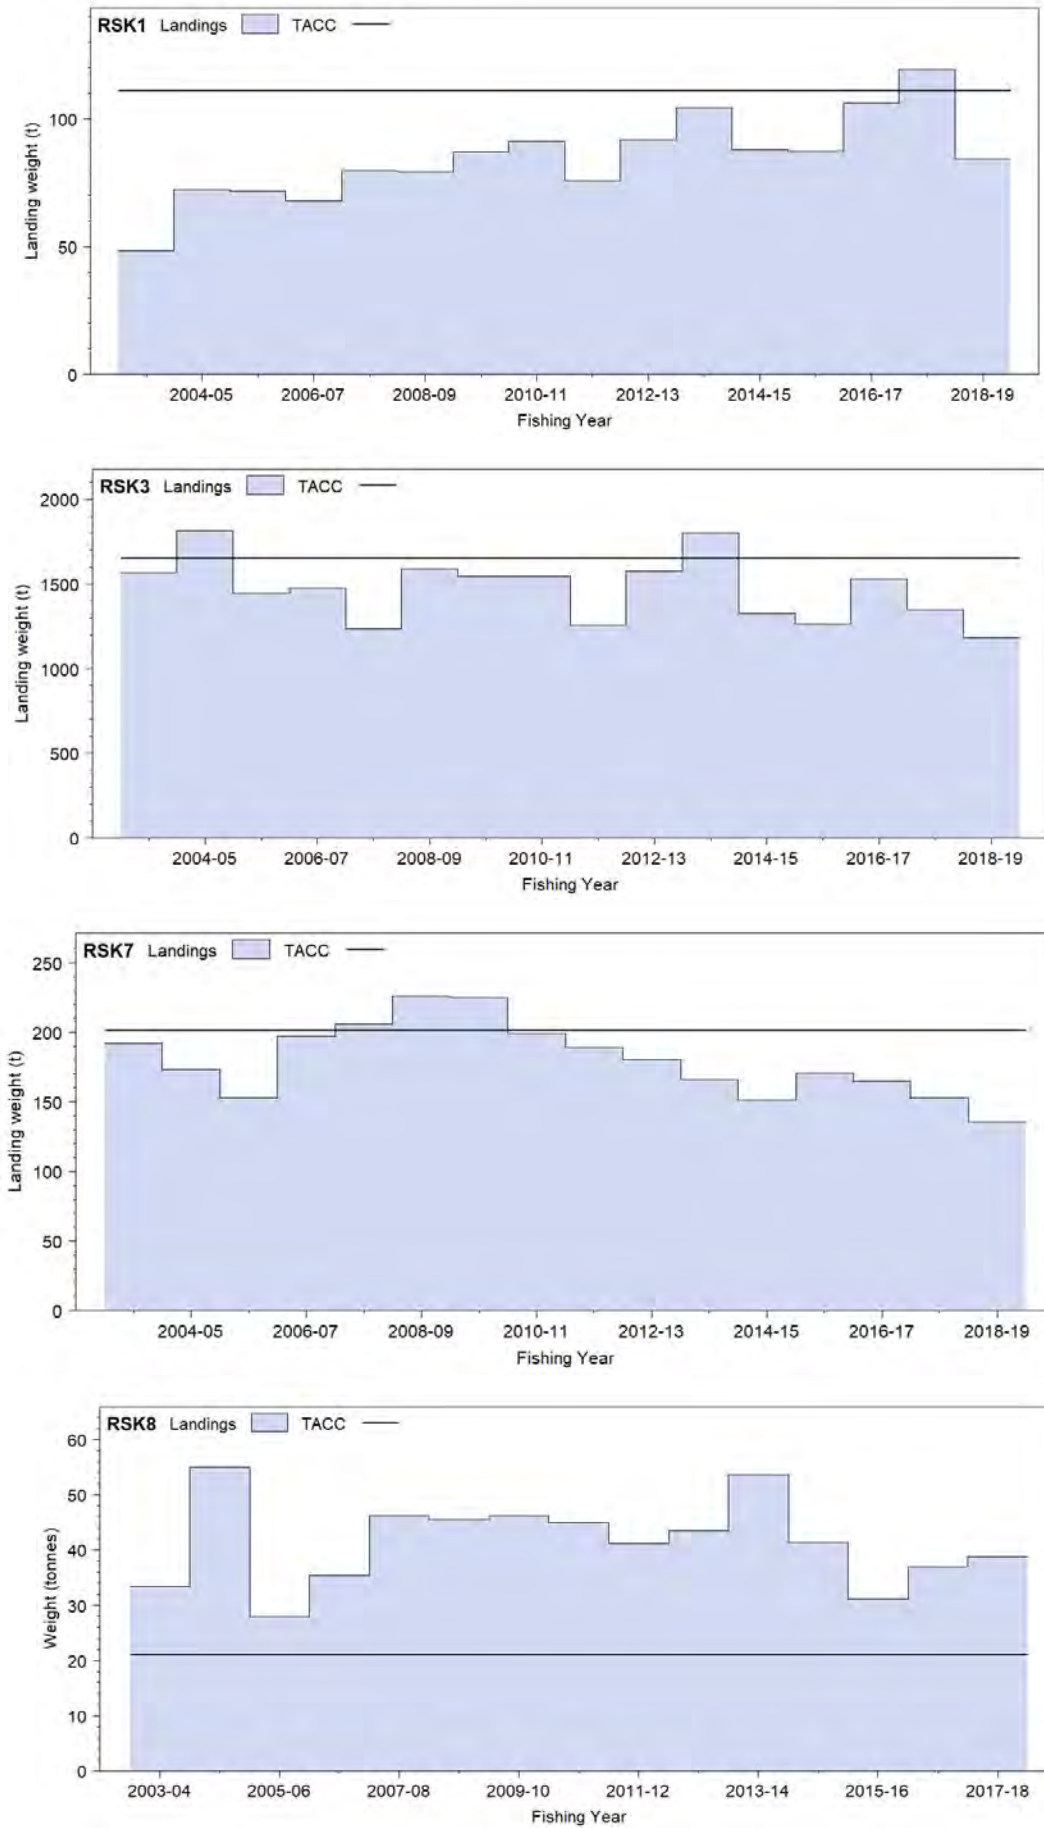 RSK1 Landings TACC
Landing weight (t)
100
50
0
2004-05 2006-07 2008-09 2010-11 2012-13 2014-15 2016-17 2018-19
Fishing Year
RSK3 Landings TACC
Landing weight (t)
2000
1500
1000
500
0
2004-05 2006-07 2008-09 2010-11 2012-13 2014-15 2016-17 2018-19
Fishing Year
RSK7 Landings TACC
Landing weight (t)
250
200
150
100
50
0
2004-05 2006-07 2008-09 2010-11 2012-13 2014-15 2016-17 2018-19
Fishing Year
RSK8 Landings TACC
Weight (tonnes)
60
50
40
30
20
10
0
2003-04 2005-06 2007-08 2009-10 2011-12 2013-14 2015-16 2017-18
Fishing Year